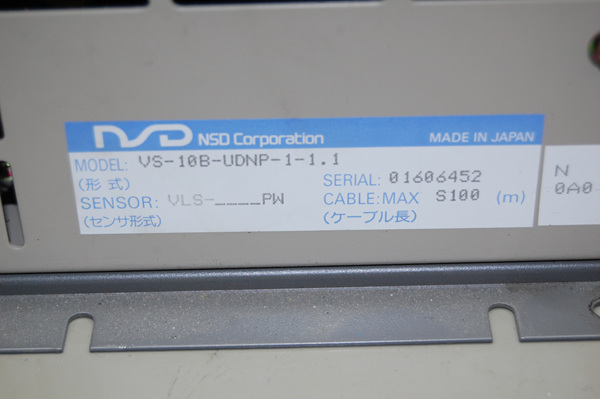 NSD NSD Corporation MADE IN JAPAN
MODEL: VS-10B-UDNP-1-1.1
(形式)
SERIAL: 01606452
SENSOR: VLS-____PW
CABLE:MAX S100 (m)
(センサ形式)
(ケーブル長)
N
0A0